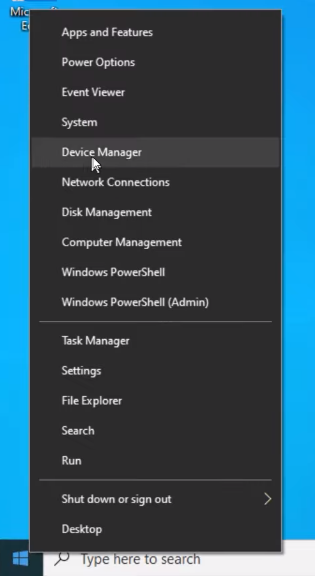 Apps and Features
Power Options
Event Viewer
System
Device Manager
Network Connections
Disk Management
Computer Management
Windows PowerShell
Windows PowerShell (Admin)
Task Manager
Settings
File Explorer
Search
Run
Shut down or sign out
Desktop
Type here to search